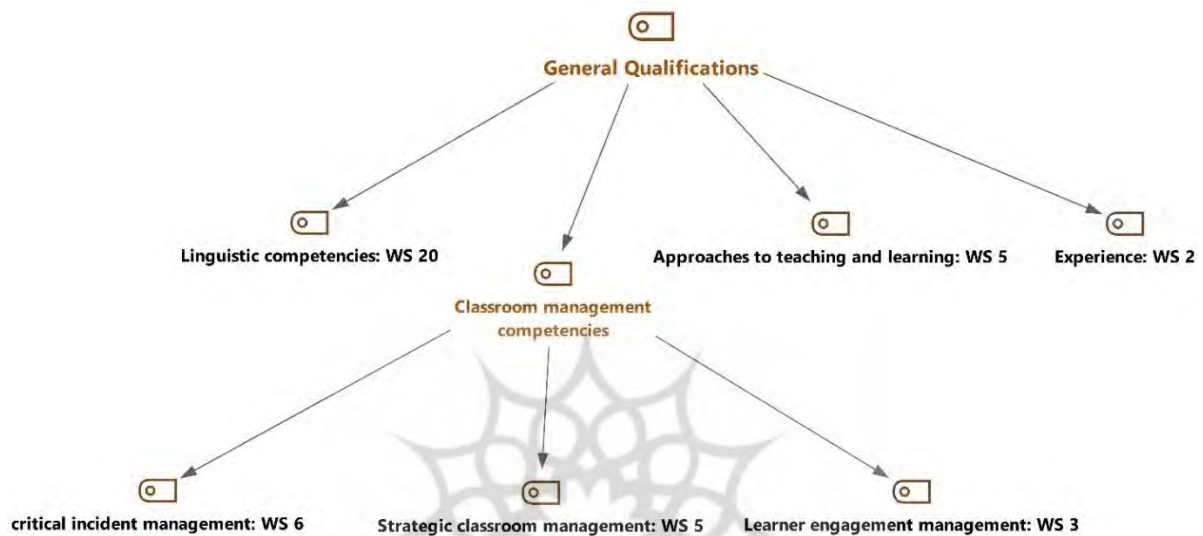 General Qualifications
Linguistic competencies: WS 20
Approaches to teaching and learning: WS 5
Experience: WS 2
Classroom management
competencies
critical incident management: WS 6
Strategic classroom management: WS 5
Learner engagement management: WS 3